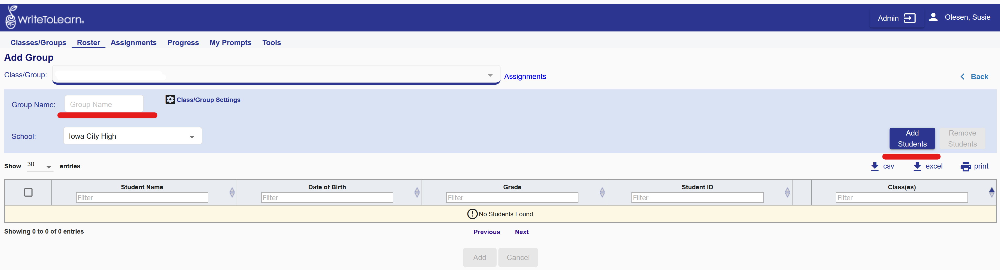 WriteToLearn®
Admin
Olesen, Susie
Classes/Groups Roster Assignments Progress My Prompts Tools
Add Group
Class/Group:
Assignments
Back
Group Name: Group Name
Class/Group Settings
School: Iowa City High
Add Students
Remove Students
Show 30 entries
csv excel print
Student Name Date of Birth Grade Student ID Class(es)
Filter Filter Filter Filter Filter
No Students Found.
Showing 0 to 0 of 0 entries
Previous Next
Add Cancel